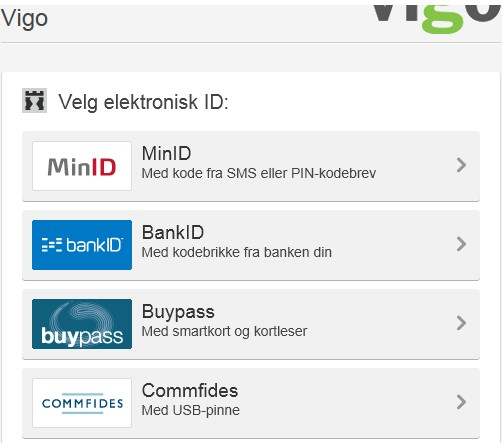 Vigo
vigo
Velg elektronisk ID:
MinID
MinID
Med kode fra SMS eller PIN-kodebrev
bankID
BankID
Med kodebrikke fra banken din
buypass
Buypass
Med smartkort og kortleser
COMMFIDES
Commfides
Med USB-pinne